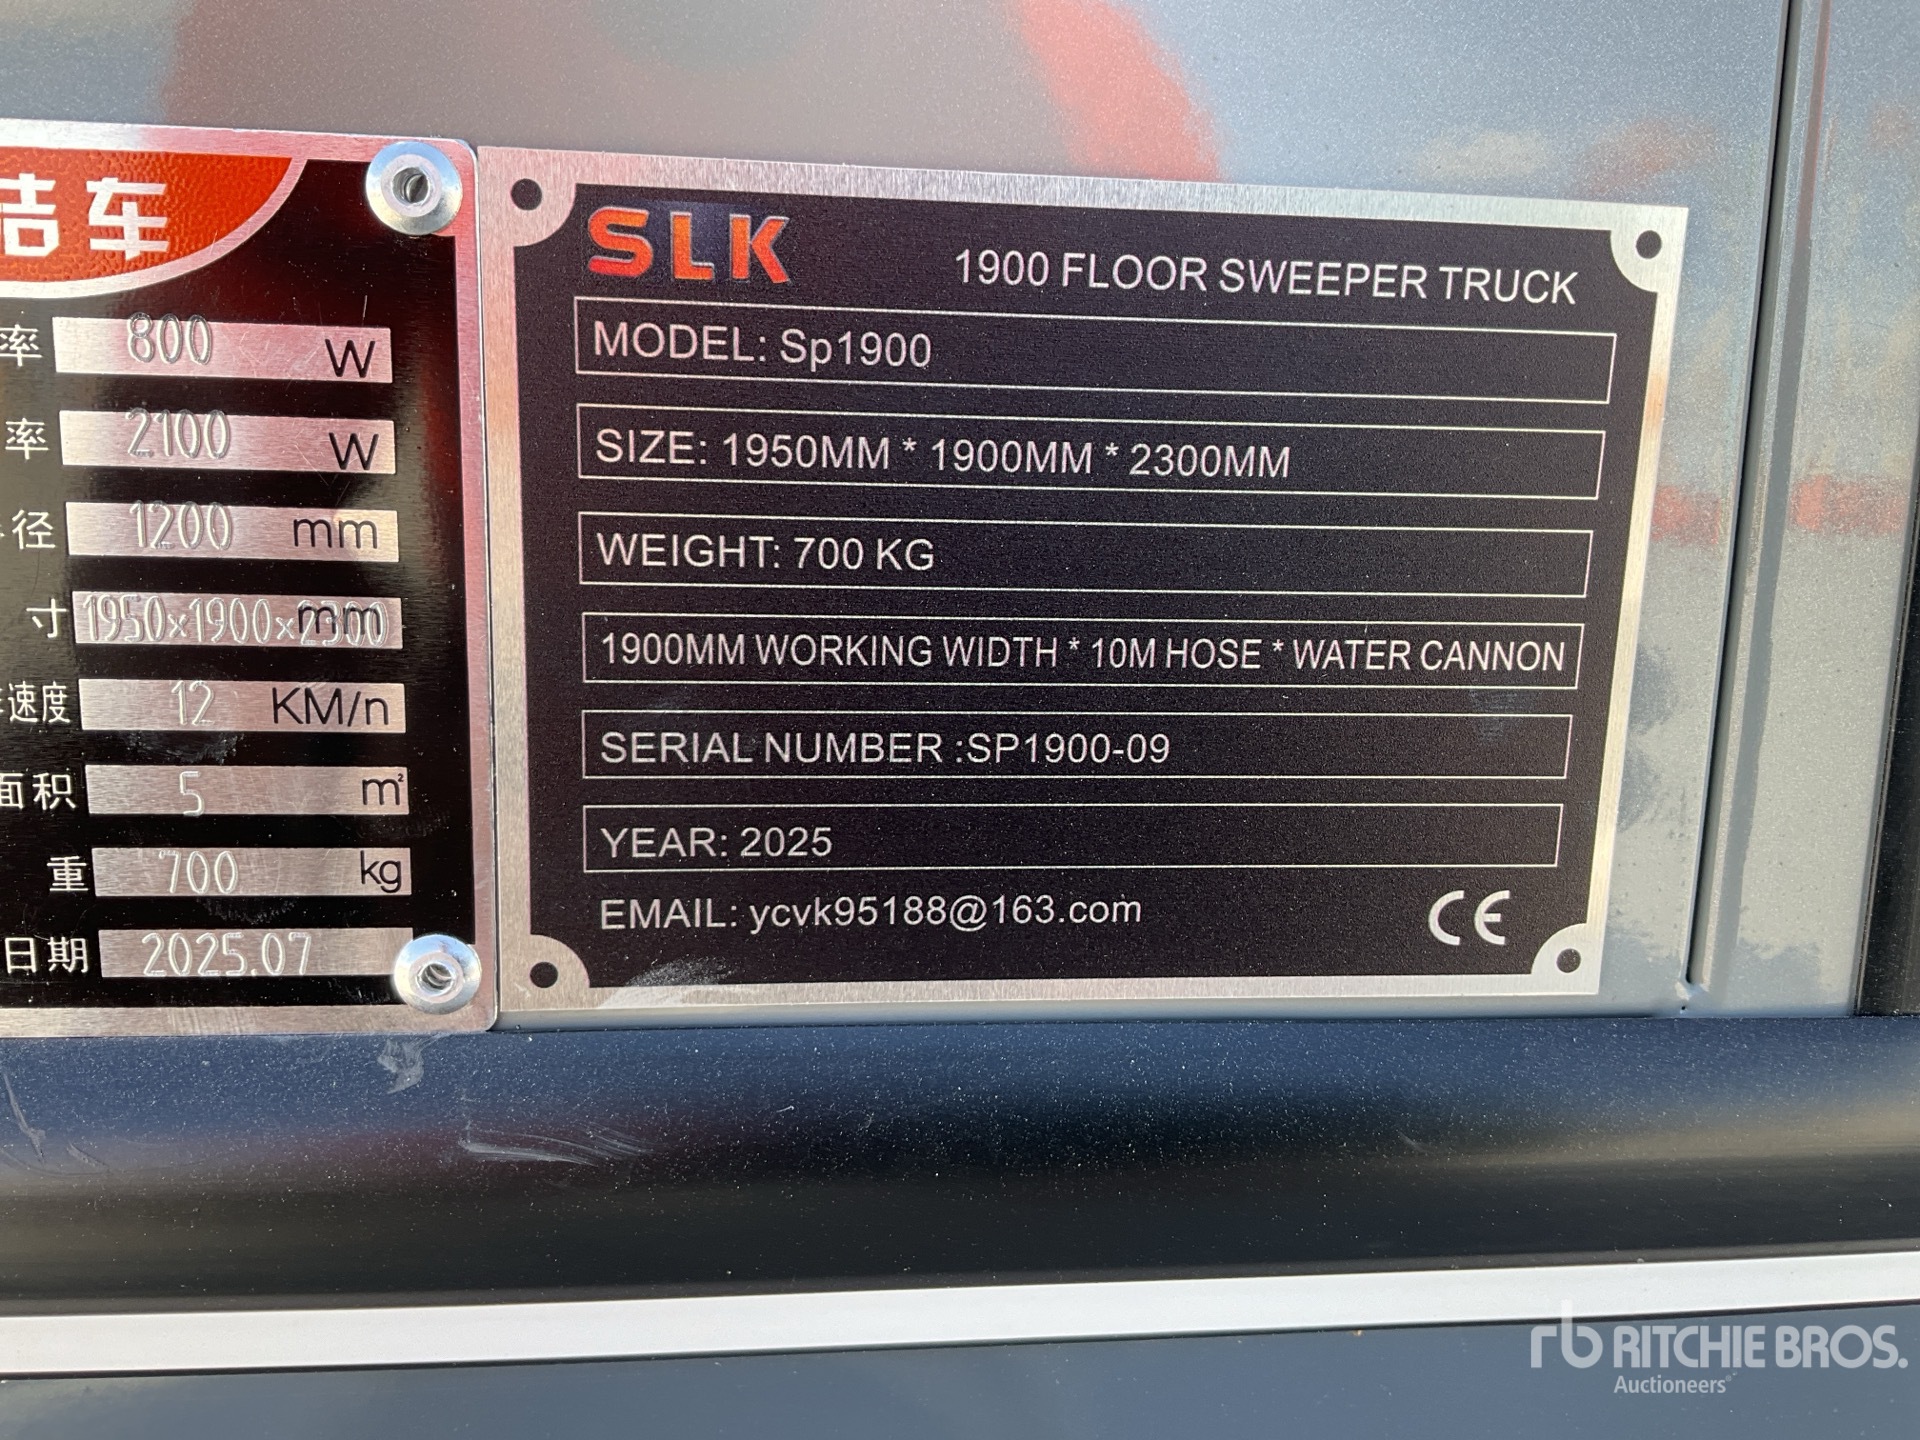 洁车
率 800 W
率 2100 W
径 1200 mm
寸 1950×1900×2300 mm
速度 12 KM/n
面积 5 m²
重 700 kg
日期 2025.07
SLK
1900 FLOOR SWEEPER TRUCK
MODEL: Sp1900
SIZE: 1950MM * 1900MM * 2300MM
WEIGHT: 700 KG
1900MM WORKING WIDTH * 10M HOSE * WATER CANNON
SERIAL NUMBER :SP1900-09
YEAR: 2025
EMAIL: ycvk95188@163.com
CE
rb RITCHIE BROS.
Auctioneers